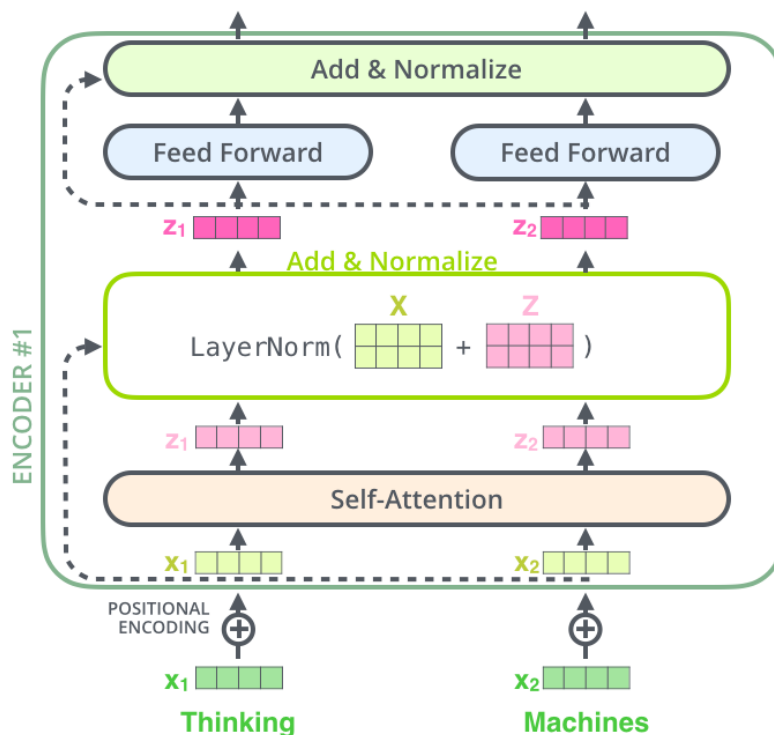 Add & Normalize
Feed Forward
Feed Forward
z₁
z₂
Add & Normalize
X
Z
LayerNorm( + )
ENCODER #1
z₁
z₂
Self-Attention
x₁
x₂
POSITIONAL
ENCODING
x₁
x₂
Thinking
Machines